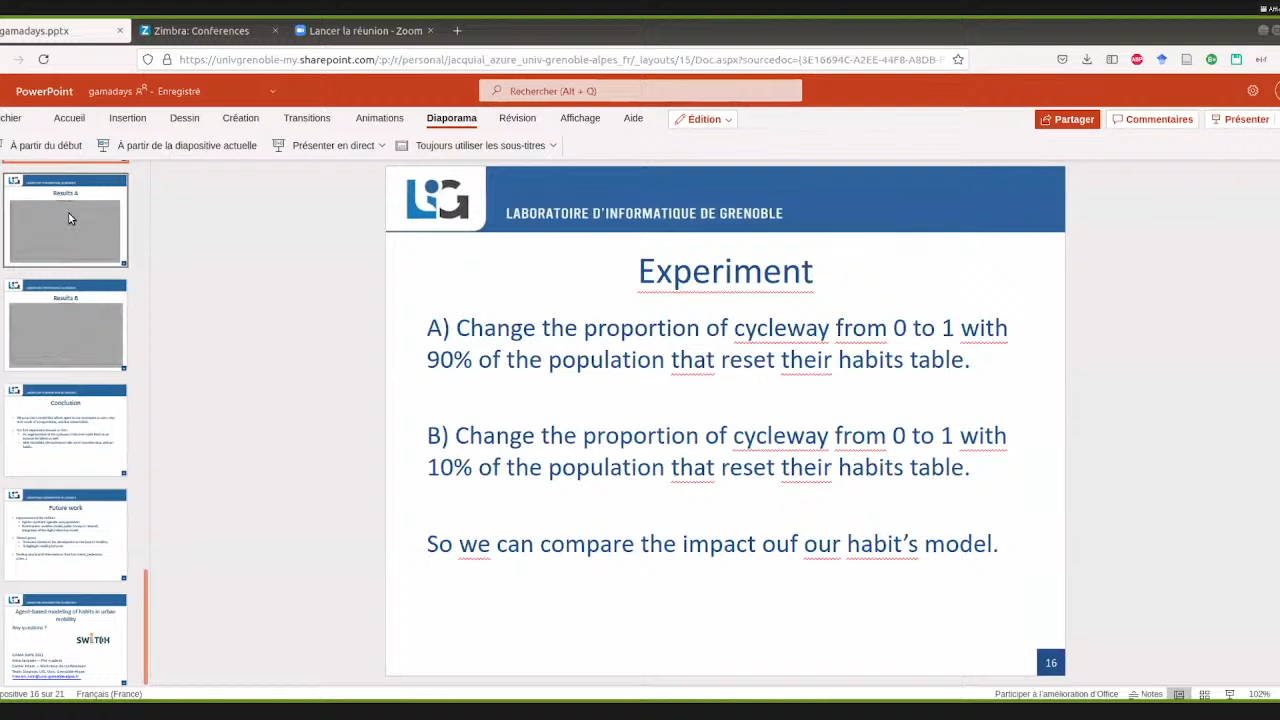 gamadays.pptx
Zimbra: Conferences
Lancer la réunion - Zoom
https://univgrenoble-my.sharepoint.com/:p:/r/personal/jacquial_azure_univ-grenoble-alpes_fr/_layouts/15/Doc.aspx?sourcedoc={3E16694C-A2EE-44F8-A8DB-F
PowerPoint
gamadays - Enregistré
Rechercher (Alt + Q)
chier Accueil Insertion Dessin Création Transitions Animations Diaporama Révision Affichage Aide Édition Partager Commentaires Présenter
À partir du début À partir de la diapositive actuelle Présenter en direct Toujours utiliser les sous-titres
Results A
Results B
Conclusion
Future work
Agent-based modeling of habits in urban
mobility
Any questions ?
SWITCH
LIG
LABORATOIRE D'INFORMATIQUE DE GRENOBLE
Experiment
A) Change the proportion of cycleway from 0 to 1 with
90% of the population that reset their habits table.
B) Change the proportion of cycleway from 0 to 1 with
10% of the population that reset their habits table.
So we can compare the impact ouf our habit's model.
16
positive 16 sur 21 Français (France) Participer à l'amélioration d'Office Notes 102%